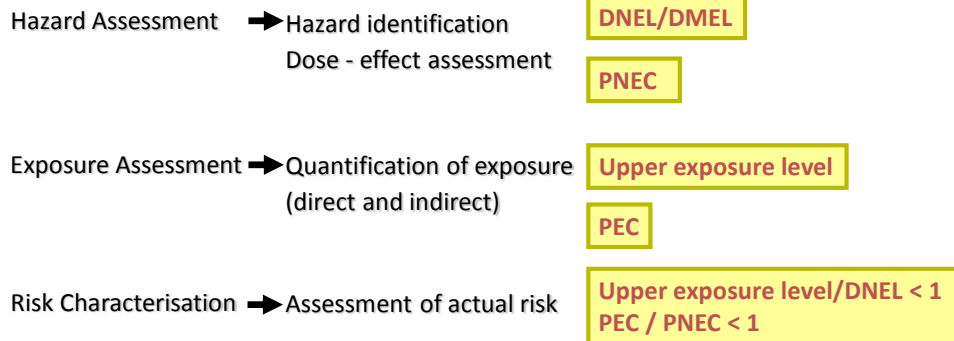 Hazard Assessment
Hazard identification
Dose - effect assessment
DNEL/DMEL
PNEC
Exposure Assessment
Quantification of exposure
(direct and indirect)
Upper exposure level
PEC
Risk Characterisation
Assessment of actual risk
Upper exposure level/DNEL < 1
PEC / PNEC < 1